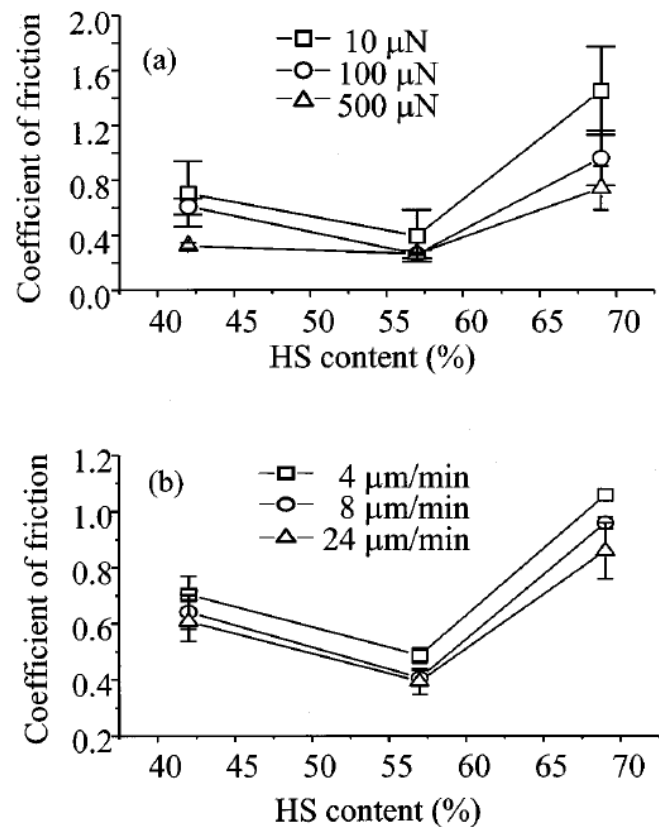 (a)
10 μN
100 μN
500 μN
Coefficient of friction
2.0
1.6
1.2
0.8
0.4
0.0
40 45 50 55 60 65 70
HS content (%)
(b)
4 μm/min
8 μm/min
24 μm/min
Coefficient of friction
1.2
1.0
0.8
0.6
0.4
0.2
40 45 50 55 60 65 70
HS content (%)